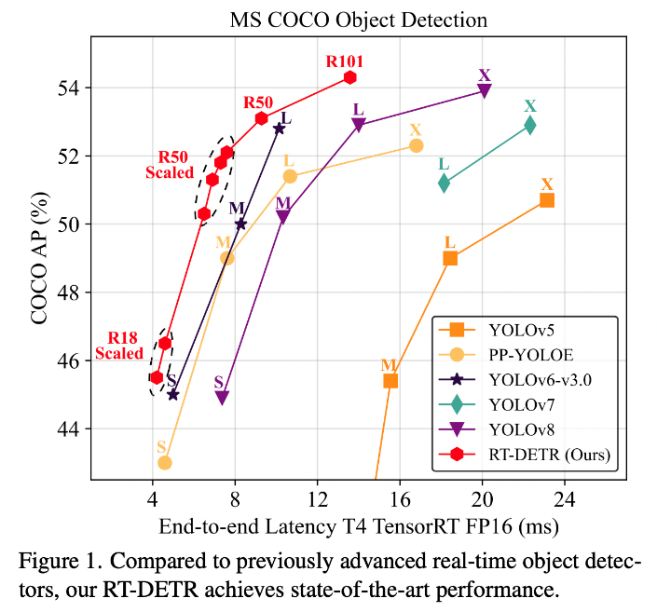 MS COCO Object Detection
COCO AP (%)
54
52
50
48
46
44
R101
R50
R50
Scaled
R18
Scaled
L
M
S
L
X
M
S
L
X
M
S
L
X
X
L
M
YOLOv5
PP-YOLOE
YOLOv6-v3.0
YOLOv7
YOLOv8
RT-DETR (Ours)
4 8 12 16 20 24
End-to-end Latency T4 TensorRT FP16 (ms)
Figure 1. Compared to previously advanced real-time object detec-
tors, our RT-DETR achieves state-of-the-art performance.